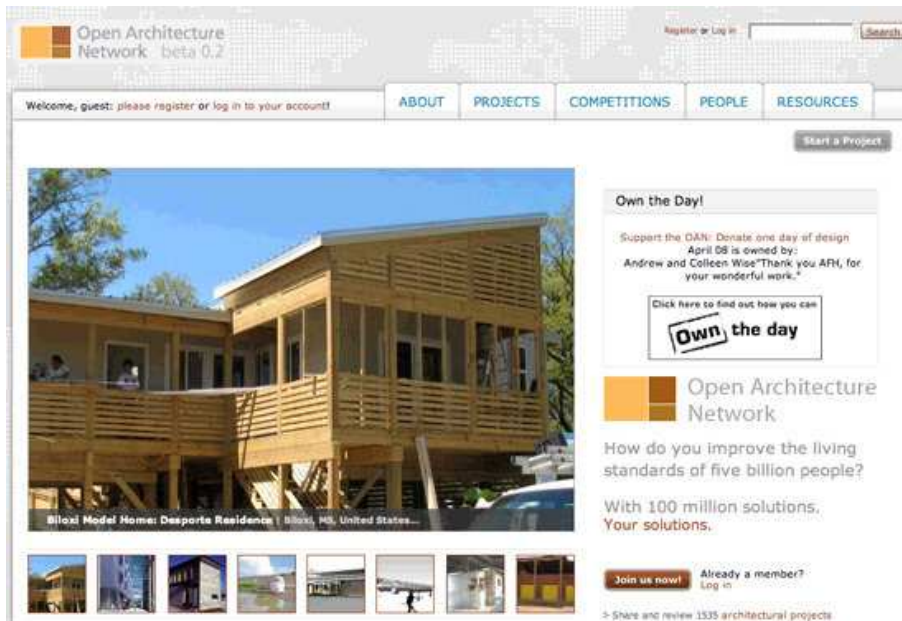 Open Architecture
Network beta 0.2
Register or Log in
Search
Welcome, guest: please register or log in to your account!
ABOUT
PROJECTS
COMPETITIONS
PEOPLE
RESOURCES
Start a Project
Own the Day!
Support the OAN: Donate one day of design
April 08 is owned by:
Andrew and Colleen Wise"Thank you AFH, for
your wonderful work."
Click here to find out how you can
Own the day
Open Architecture
Network
How do you improve the living
standards of five billion people?
With 100 million solutions.
Your solutions.
Biloxi Model Home: Desporte Residence | Biloxi, MS, United States...
Join us now!
Already a member?
Log in
> Share and review 1535 architectural projects